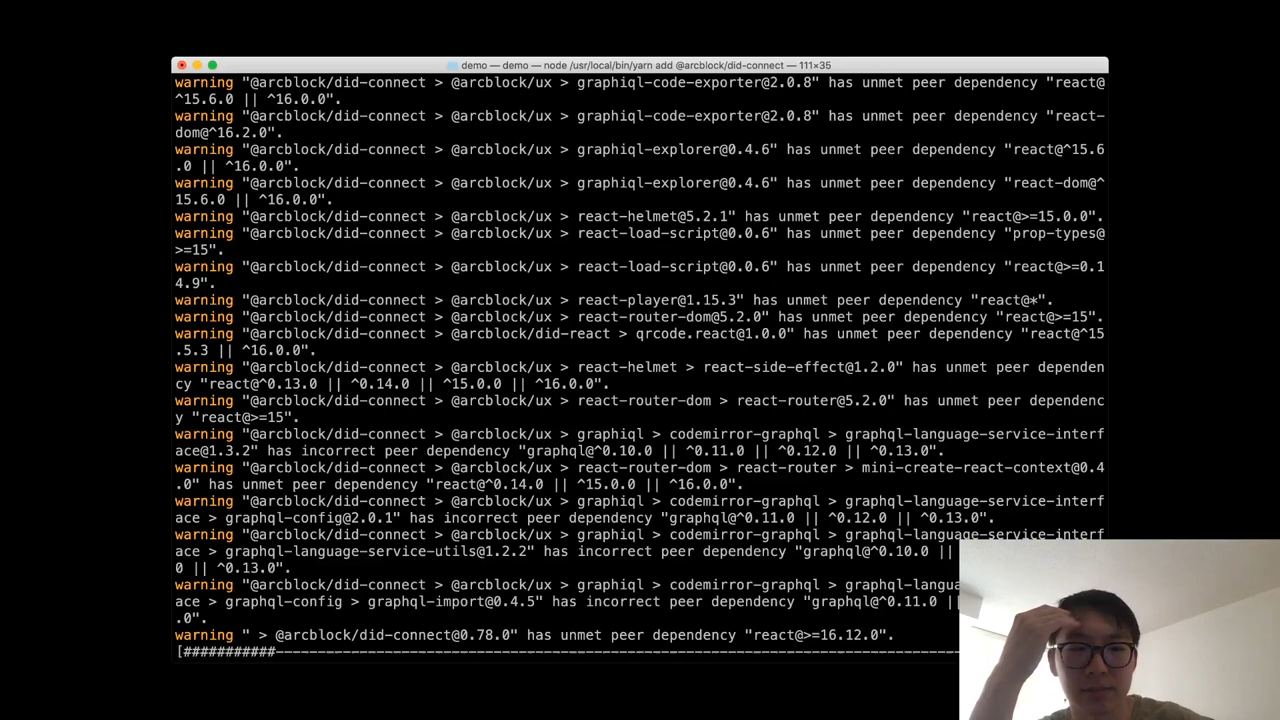 demo — demo — node /usr/local/bin/yarn add @arcblock/did-connect — 111×35
warning "@arcblock/did-connect > @arcblock/ux > graphiql-code-exporter@2.0.8" has unmet peer dependency "react@
^15.6.0 || ^16.0.0".
warning "@arcblock/did-connect > @arcblock/ux > graphiql-code-exporter@2.0.8" has unmet peer dependency "react-
dom@^16.2.0".
warning "@arcblock/did-connect > @arcblock/ux > graphiql-explorer@0.4.6" has unmet peer dependency "react@^15.6
.0 || ^16.0.0".
warning "@arcblock/did-connect > @arcblock/ux > graphiql-explorer@0.4.6" has unmet peer dependency "react-dom@^
15.6.0 || ^16.0.0".
warning "@arcblock/did-connect > @arcblock/ux > react-helmet@5.2.1" has unmet peer dependency "react@>=15.0.0".
warning "@arcblock/did-connect > @arcblock/ux > react-load-script@0.0.6" has unmet peer dependency "prop-types@
>=15".
warning "@arcblock/did-connect > @arcblock/ux > react-load-script@0.0.6" has unmet peer dependency "react@>=0.1
4.9".
warning "@arcblock/did-connect > @arcblock/ux > react-player@1.15.3" has unmet peer dependency "react@*".
warning "@arcblock/did-connect > @arcblock/ux > react-router-dom@5.2.0" has unmet peer dependency "react@>=15".
warning "@arcblock/did-connect > @arcblock/did-react > qrcode.react@1.0.0" has unmet peer dependency "react@^15
.5.3 || ^16.0.0".
warning "@arcblock/did-connect > @arcblock/ux > react-helmet > react-side-effect@1.2.0" has unmet peer dependen
cy "react@^0.13.0 || ^0.14.0 || ^15.0.0 || ^16.0.0".
warning "@arcblock/did-connect > @arcblock/ux > react-router-dom > react-router@5.2.0" has unmet peer dependenc
y "react@>=15".
warning "@arcblock/did-connect > @arcblock/ux > graphiql > codemirror-graphql > graphql-language-service-interf
ace@1.3.2" has incorrect peer dependency "graphql@^0.10.0 || ^0.11.0 || ^0.12.0 || ^0.13.0".
warning "@arcblock/did-connect > @arcblock/ux > react-router-dom > react-router > mini-create-react-context@0.4
.0" has unmet peer dependency "react@^0.14.0 || ^15.0.0 || ^16.0.0".
warning "@arcblock/did-connect > @arcblock/ux > graphiql > codemirror-graphql > graphql-language-service-interf
ace > graphql-config@2.0.1" has incorrect peer dependency "graphql@^0.11.0 || ^0.12.0 || ^0.13.0".
warning "@arcblock/did-connect > @arcblock/ux > graphiql > codemirror-graphql > graphql-language-service-interf
ace > graphql-language-service-utils@1.2.2" has incorrect peer dependency "graphql@^0.10.0 ||
0 || ^0.13.0".
warning "@arcblock/did-connect > @arcblock/ux > graphiql > codemirror-graphql > graphql-langua
ace > graphql-config > graphql-import@0.4.5" has incorrect peer dependency "graphql@^0.11.0 ||
.0".
warning " > @arcblock/did-connect@0.78.0" has unmet peer dependency "react@>=16.12.0".
[###########-----------------------------------------------------------------------------------